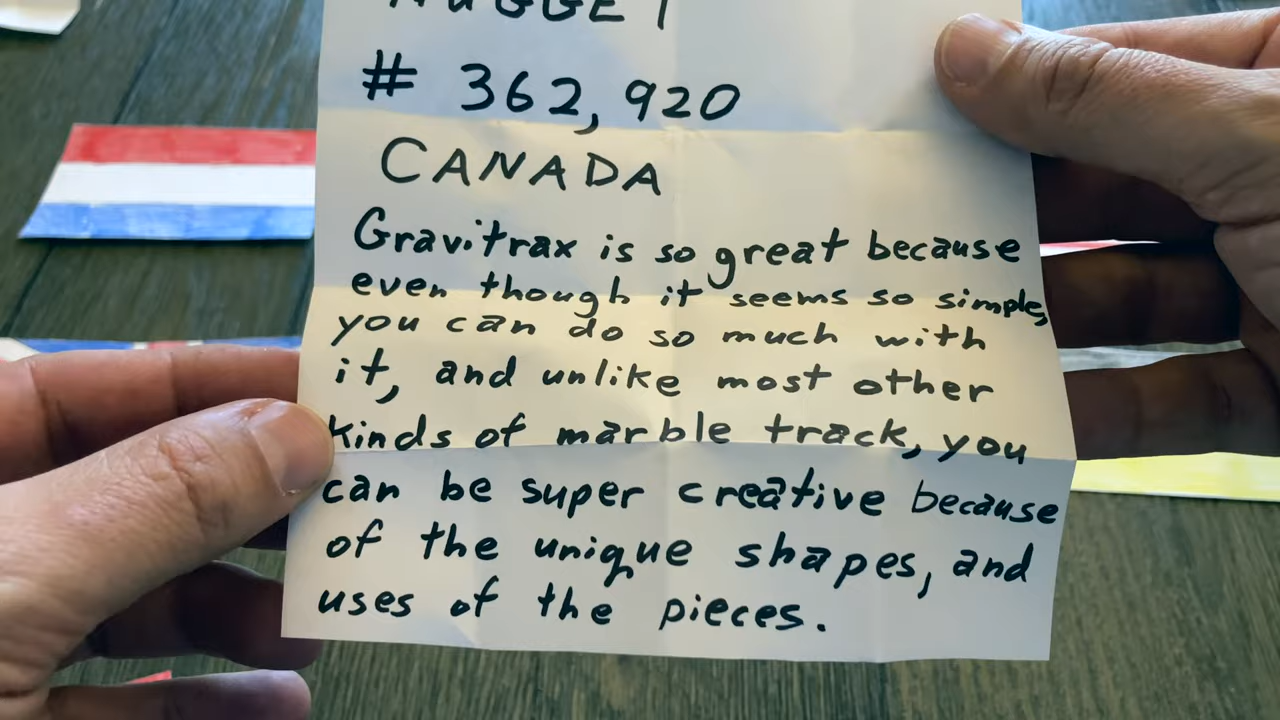 NUGGET
# 362,920
CANADA
Gravitrax is so great because
even though it seems so simple,
you can do so much with
it, and unlike most other
kinds of marble track, you
can be super creative because
of the unique shapes, and
uses of the pieces.